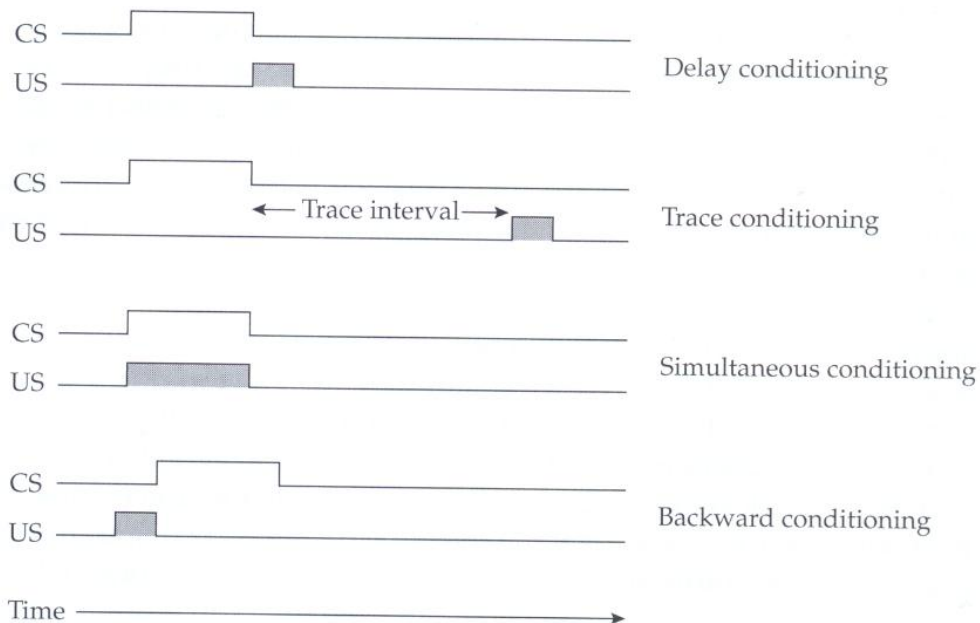 CS
US
Delay conditioning
CS
Trace interval
US
Trace conditioning
CS
US
Simultaneous conditioning
CS
US
Backward conditioning
Time